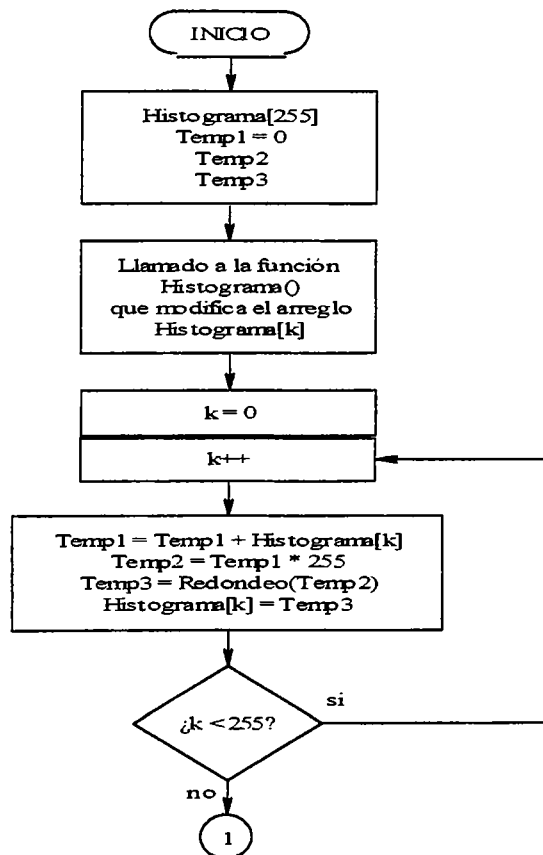 INICIO
Histograma[255]
Temp1 = 0
Temp2
Temp3
Llamado a la función
Histograma()
que modifica el arreglo
Histograma[k]
k = 0
k++
Temp1 = Temp1 + Histograma[k]
Temp2 = Temp1 * 255
Temp3 = Redondeo(Temp2)
Histograma[k] = Temp3
¿k < 255?
si
no
1